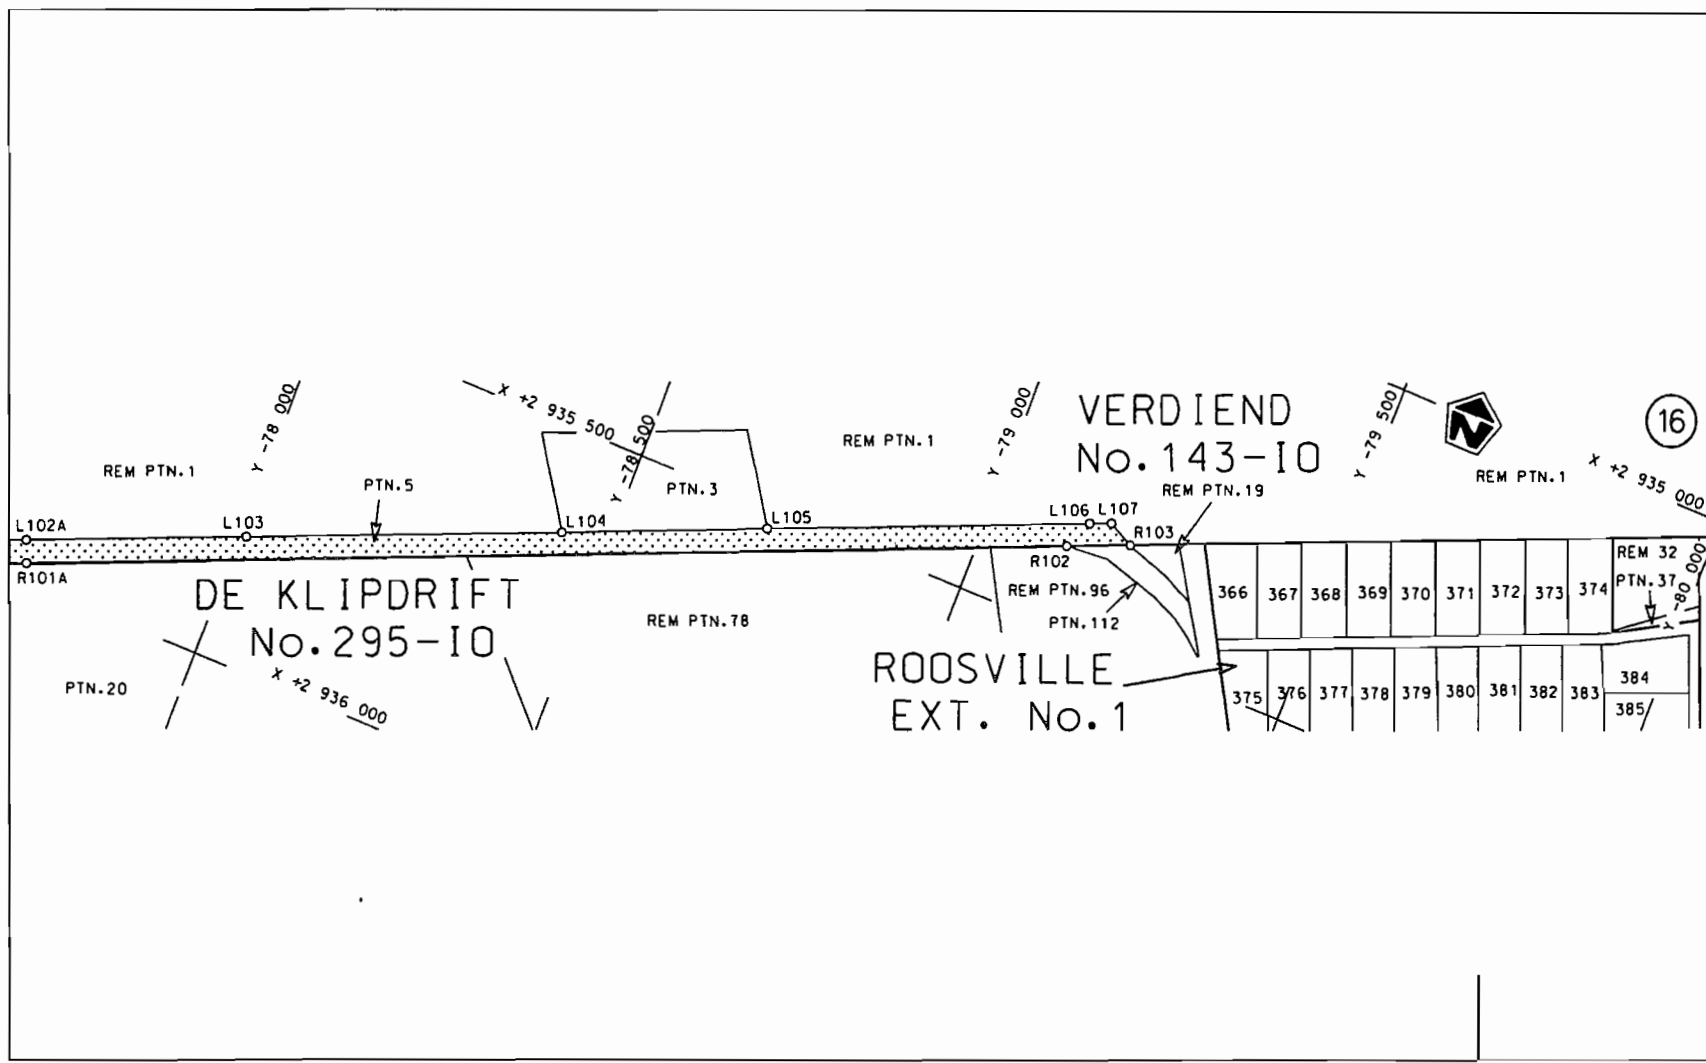 Y -78 000
X +2 935 500
Y -78 500
REM PTN.1
Y -79 000
VERDIEND
No.143-IO
Y -79 500
N
16
REM PTN.1
PTN.5
PTN.3
REM PTN.19
REM PTN.1
X +2 935 000
L102A
L103
L104
L105
L106 L107
R103
R101A
R102
DE KLIPDRIFT
No.295-IO
REM PTN.78
REM PTN.96
PTN.112
366 367 368 369 370 371 372 373 374
REM 32
PTN.37
Y -80 000
PTN.20
X +2 936 000
ROOSVILLE
EXT. No.1
375 376 377 378 379 380 381 382 383
384
385